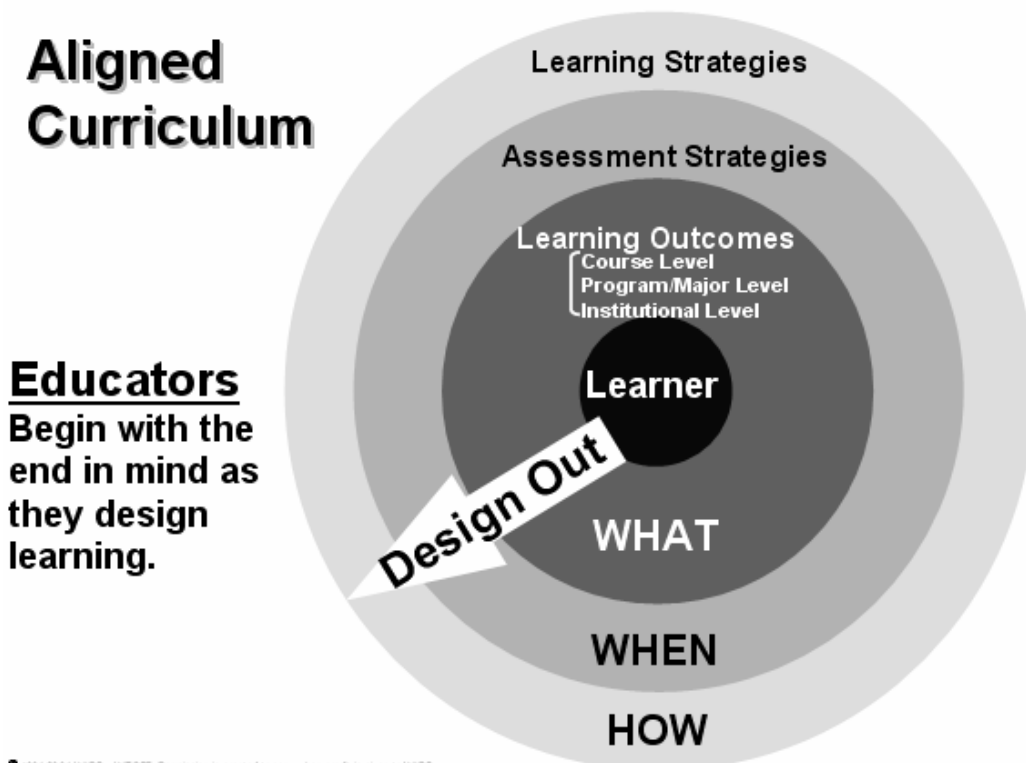 Aligned
Curriculum
Learning Strategies
Assessment Strategies
Learning Outcomes
Course Level
Program/Major Level
Institutional Level
Learner
Educators
Begin with the
end in mind as
they design
learning.
Design Out
WHAT
WHEN
HOW